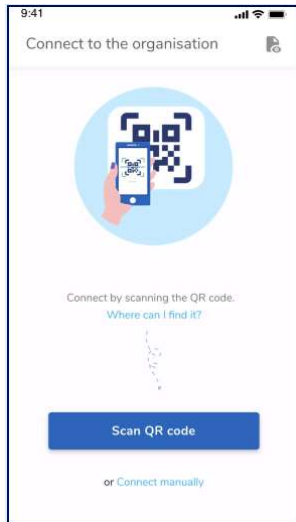 9:41
Connect to the organisation
Connect by scanning the QR code.
Where can I find it?
Scan QR code
or Connect manually